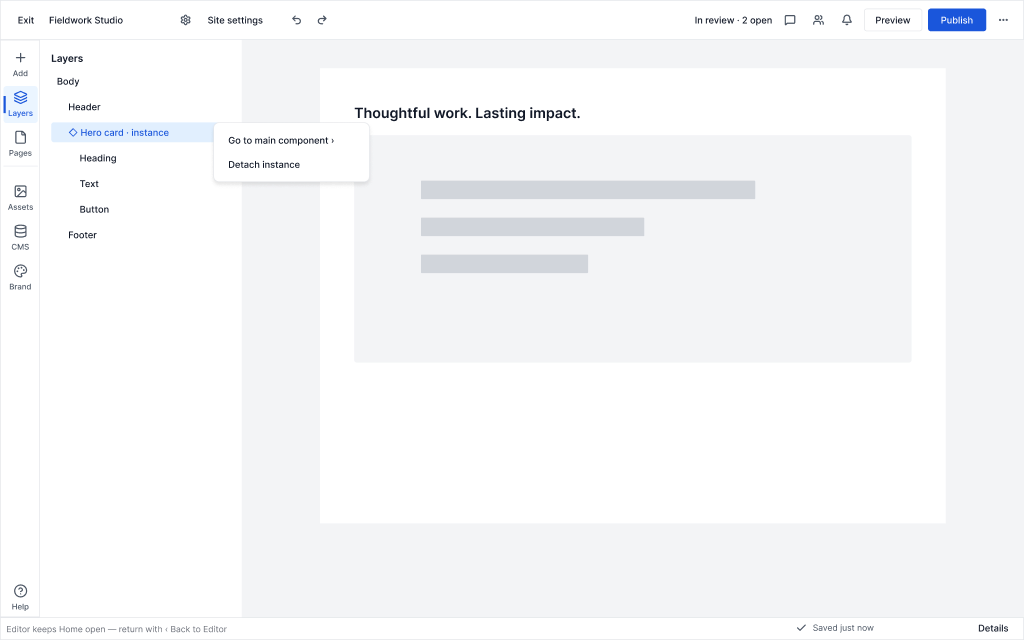 Exit
Fieldwork Studio
Site settings
In review · 2 open
Preview
Publish
Add
Layers
Pages
Assets
CMS
Brand
Help
Layers
Body
Header
Hero card · instance
Heading
Text
Button
Footer
Go to main component ›
Detach instance
Thoughtful work. Lasting impact.
Editor keeps Home open — return with ‹ Back to Editor
Saved just now
Details